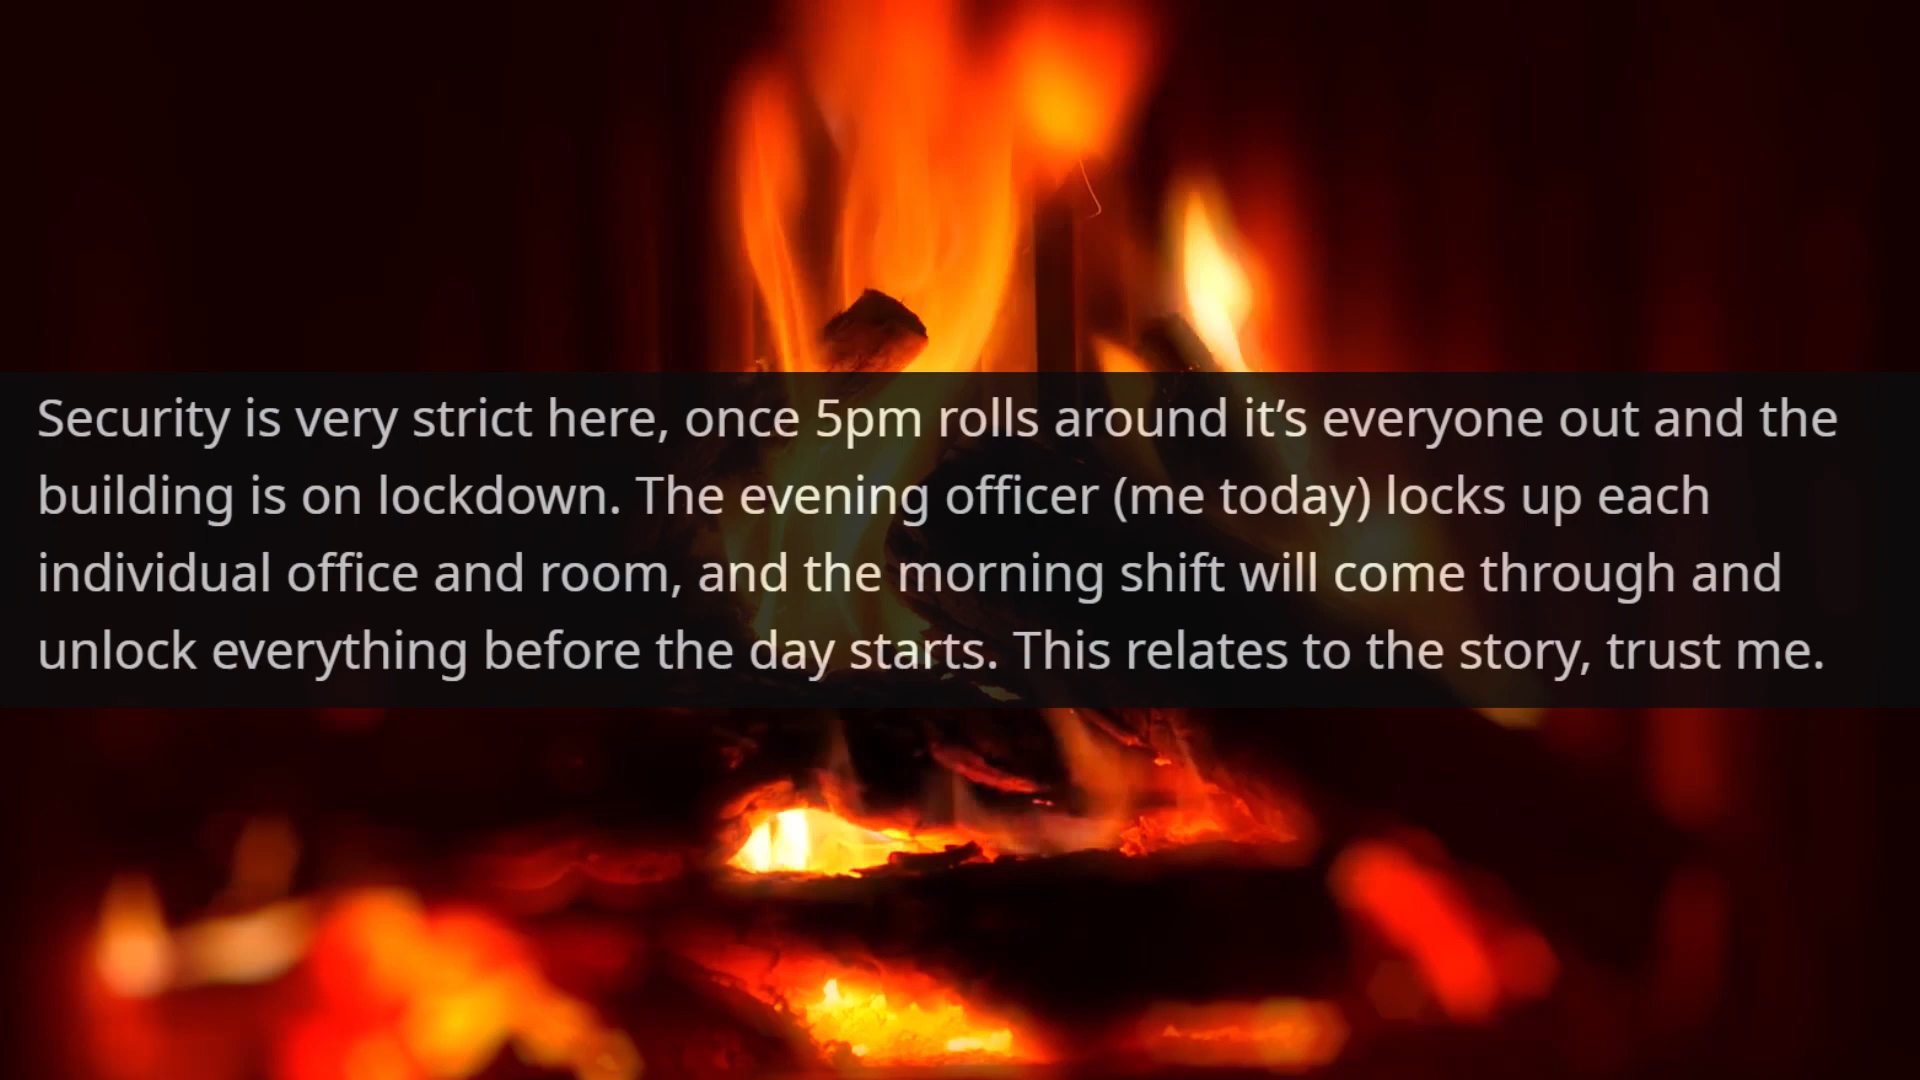 Security is very strict here, once 5pm rolls around it’s everyone out and the
building is on lockdown. The evening officer (me today) locks up each
individual office and room, and the morning shift will come through and
unlock everything before the day starts. This relates to the story, trust me.